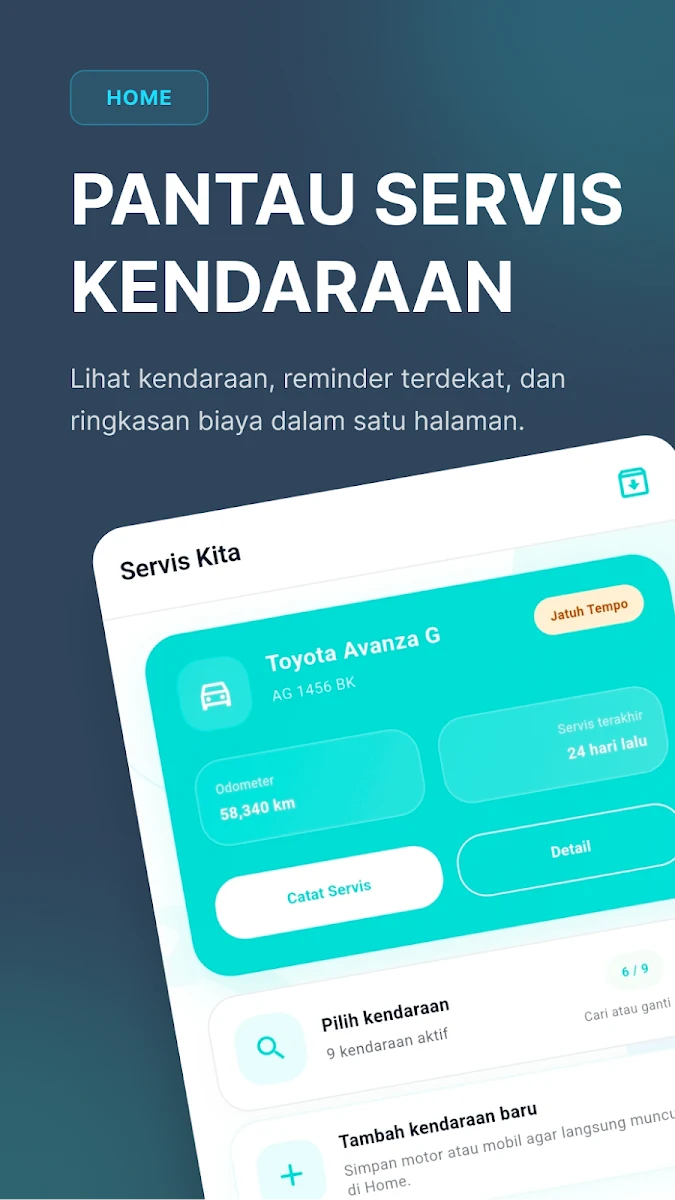 HOME
PANTAU SERVIS
KENDARAAN
Lihat kendaraan, reminder terdekat, dan
ringkasan biaya dalam satu halaman.
Servis Kita
Toyota Avanza G
Jatuh Tempo
AG 1456 BK
Odometer
58,340 km
Servis terakhir
24 hari lalu
Catat Servis
Detail
Pilih kendaraan
9 kendaraan aktif
6 / 9
Cari atau ganti
Tambah kendaraan baru
Simpan motor atau mobil agar langsung muncu
di Home.